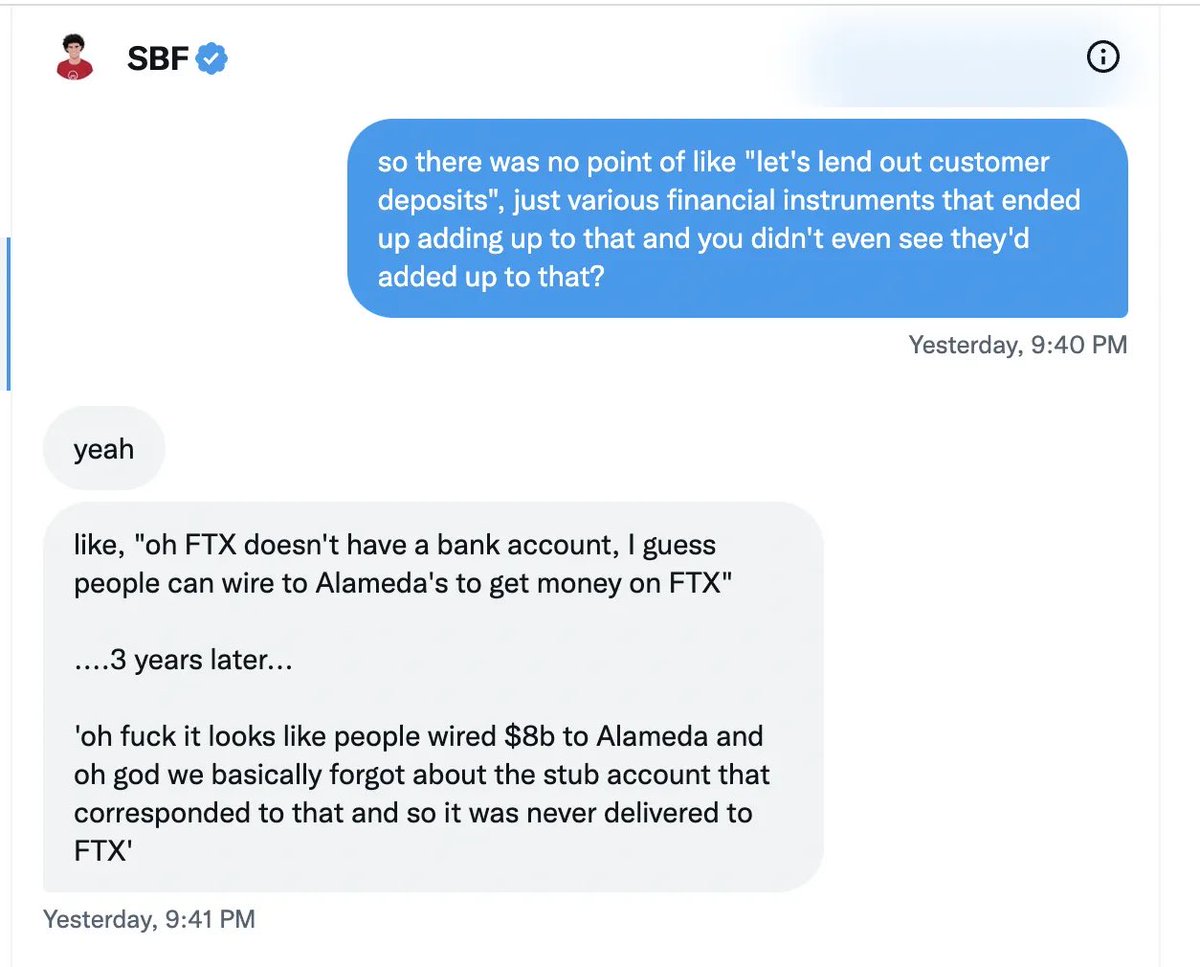 SBF
so there was no point of like "let's lend out customer
deposits", just various financial instruments that ended
up adding up to that and you didn't even see they'd
added up to that?
Yesterday, 9:40 PM
yeah
like, "oh FTX doesn't have a bank account, I guess
people can wire to Alameda's to get money on FTX"
....3 years later...
'oh fuck it looks like people wired $8b to Alameda and
oh god we basically forgot about the stub account that
corresponded to that and so it was never delivered to
FTX'
Yesterday, 9:41 PM